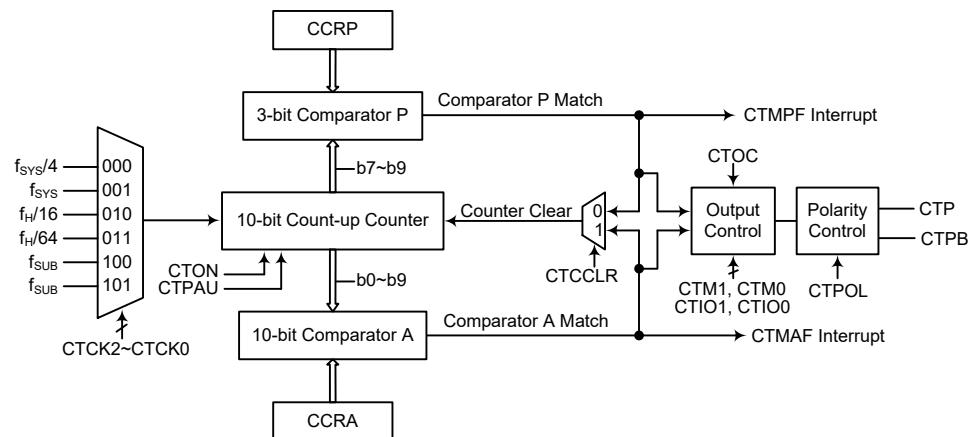 CCRP
3-bit Comparator P
Comparator P Match
CTMPF Interrupt
b7~b9
CTOC
fSYS/4
000
fSYS
001
fH/16
010
fH/64
011
fSUB
100
fSUB
101
10-bit Count-up Counter
Counter Clear
0
1
Output
Control
Polarity
Control
CTP
CTPB
CTON
CTPAU
b0~b9
CTCCLR
CTM1, CTM0
CTIO1, CTIO0
CTPOL
CTCK2~CTCK0
10-bit Comparator A
Comparator A Match
CTMAF Interrupt
CCRA